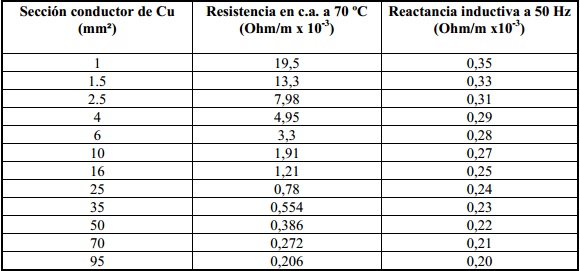 Sección conductor de Cu (mm²) Resistencia en c.a. a 70 ºC (Ohm/m x 10-3) Reactancia inductiva a 50 Hz (Ohm/m x10-3)
1 19,5 0,35
1.5 13,3 0,33
2.5 7,98 0,31
4 4,95 0,29
6 3,3 0,28
10 1,91 0,27
16 1,21 0,25
25 0,78 0,24
35 0,554 0,23
50 0,386 0,22
70 0,272 0,21
95 0,206 0,20